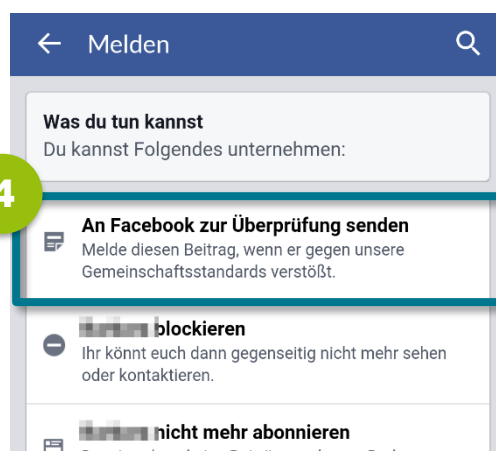 Melden
Was du tun kannst
Du kannst Folgendes unternehmen:
4
An Facebook zur Überprüfung senden
Melde diesen Beitrag, wenn er gegen unsere
Gemeinschaftsstandards verstößt.
blockieren
Ihr könnt euch dann gegenseitig nicht mehr sehen
oder kontaktieren.
nicht mehr abonnieren